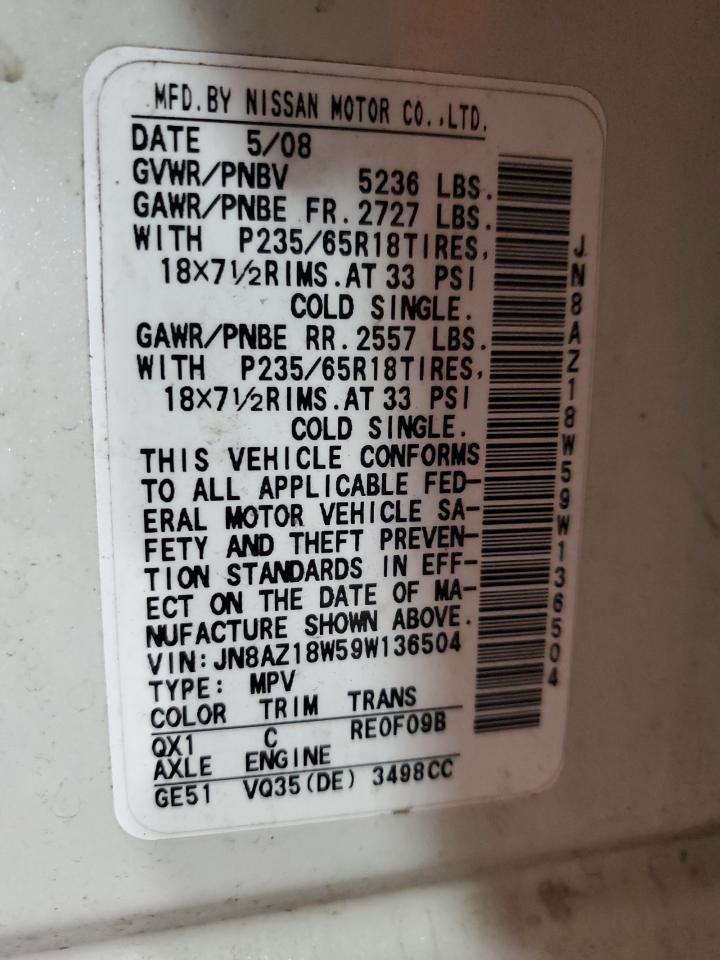 MFD.BY NISSAN MOTOR CO.,LTD.
DATE 5/08
GVWR/PNBV 5236 LBS.
GAWR/PNBE FR.2727 LBS.
WITH P235/65R18TIRES,
18×7½RIMS.AT 33 PSI
COLD SINGLE.
GAWR/PNBE RR.2557 LBS.
WITH P235/65R18TIRES,
18×7½RIMS.AT 33 PSI
COLD SINGLE.
THIS VEHICLE CONFORMS
TO ALL APPLICABLE FED-
ERAL MOTOR VEHICLE SA-
FETY AND THEFT PREVEN-
TION STANDARDS IN EFF-
ECT ON THE DATE OF MA-
NUFACTURE SHOWN ABOVE.
VIN:JN8AZ18W59W136504
TYPE: MPV
COLOR TRIM TRANS
QX1 C RE0F09B
AXLE ENGINE
GE51 VQ35(DE) 3498CC
JN8AZ18W59W136504